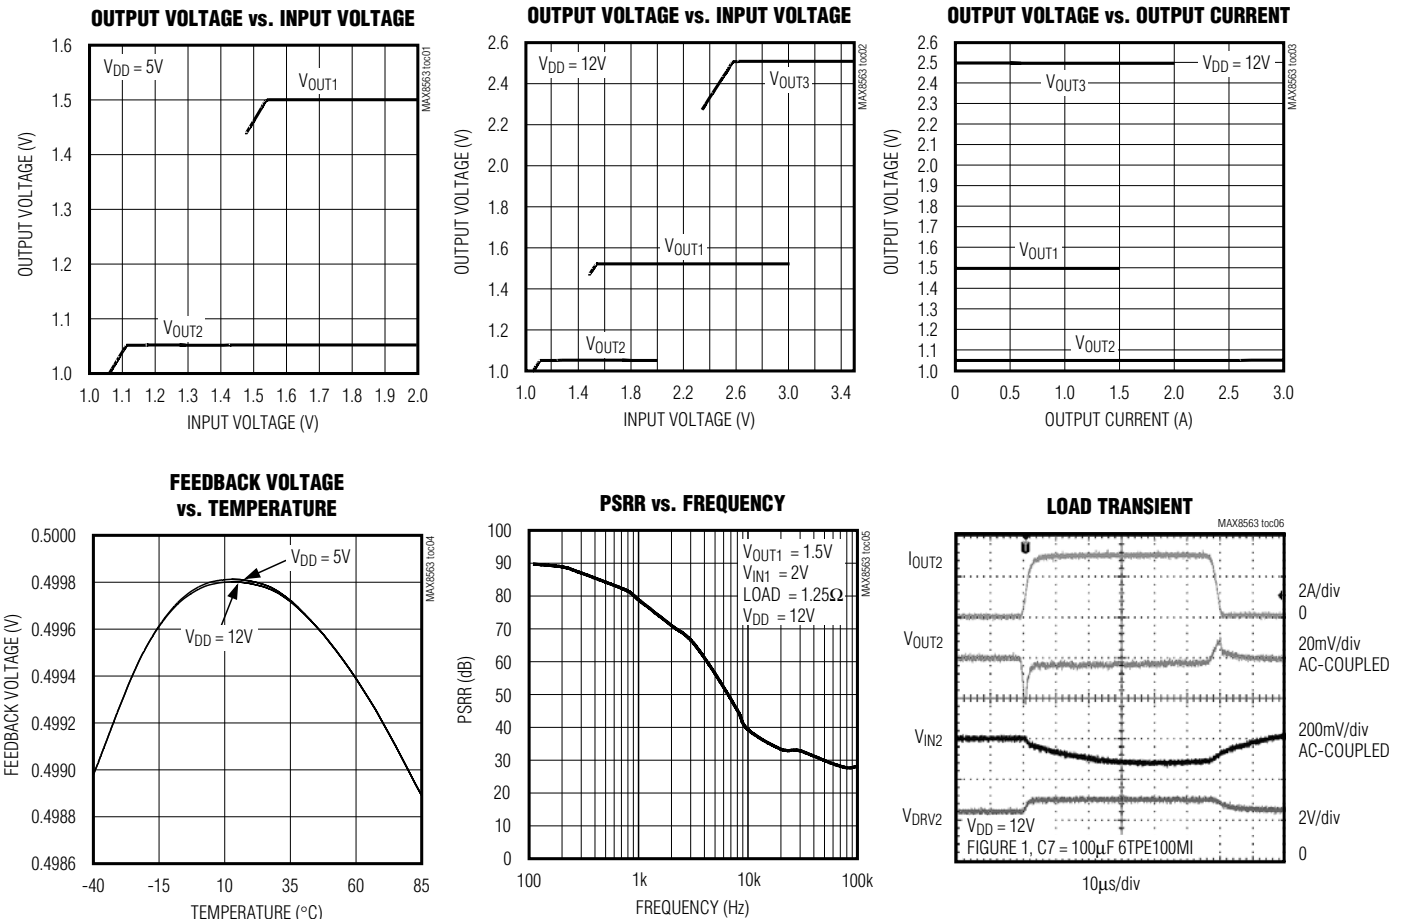 OUTPUT VOLTAGE vs. INPUT VOLTAGE
1.6
1.5
1.4
1.3
1.2
1.1
1.0
OUTPUT VOLTAGE (V)
VDD = 5V
VOUT1
VOUT2
MAX8563 toc01
1.0 1.1 1.2 1.3 1.4 1.5 1.6 1.7 1.8 1.9 2.0
INPUT VOLTAGE (V)
OUTPUT VOLTAGE vs. INPUT VOLTAGE
2.6
2.4
2.2
2.0
1.8
1.6
1.4
1.2
1.0
OUTPUT VOLTAGE (V)
VDD = 12V
VOUT3
VOUT1
VOUT2
MAX8563 toc02
1.0 1.4 1.8 2.2 2.6 3.0 3.4
INPUT VOLTAGE (V)
OUTPUT VOLTAGE vs. OUTPUT CURRENT
2.6
2.5
2.4
2.3
2.2
2.1
2.0
1.9
1.8
1.7
1.6
1.5
1.4
1.3
1.2
1.1
1.0
OUTPUT VOLTAGE (V)
VDD = 12V
VOUT3
VOUT1
VOUT2
MAX8563 toc03
0 0.5 1.0 1.5 2.0 2.5 3.0
OUTPUT CURRENT (A)
FEEDBACK VOLTAGE
vs. TEMPERATURE
0.5000
0.4998
0.4996
0.4994
0.4992
0.4990
0.4988
0.4986
FEEDBACK VOLTAGE (V)
VDD = 5V
VDD = 12V
MAX8563 toc04
-40 -15 10 35 60 85
TEMPERATURE (°C)
PSRR vs. FREQUENCY
100
90
80
70
60
50
40
30
20
10
0
PSRR (dB)
VOUT1 = 1.5V
VIN1 = 2V
LOAD = 1.25Ω
VDD = 12V
MAX8563 toc05
100 1k 10k 100k
FREQUENCY (Hz)
LOAD TRANSIENT
MAX8563 toc06
IOUT2
2A/div
0
VOUT2
20mV/div
AC-COUPLED
VIN2
200mV/div
AC-COUPLED
VDRV2
2V/div
VDD = 12V
FIGURE 1, C7 = 100µF 6TPE100MI
0
10µs/div